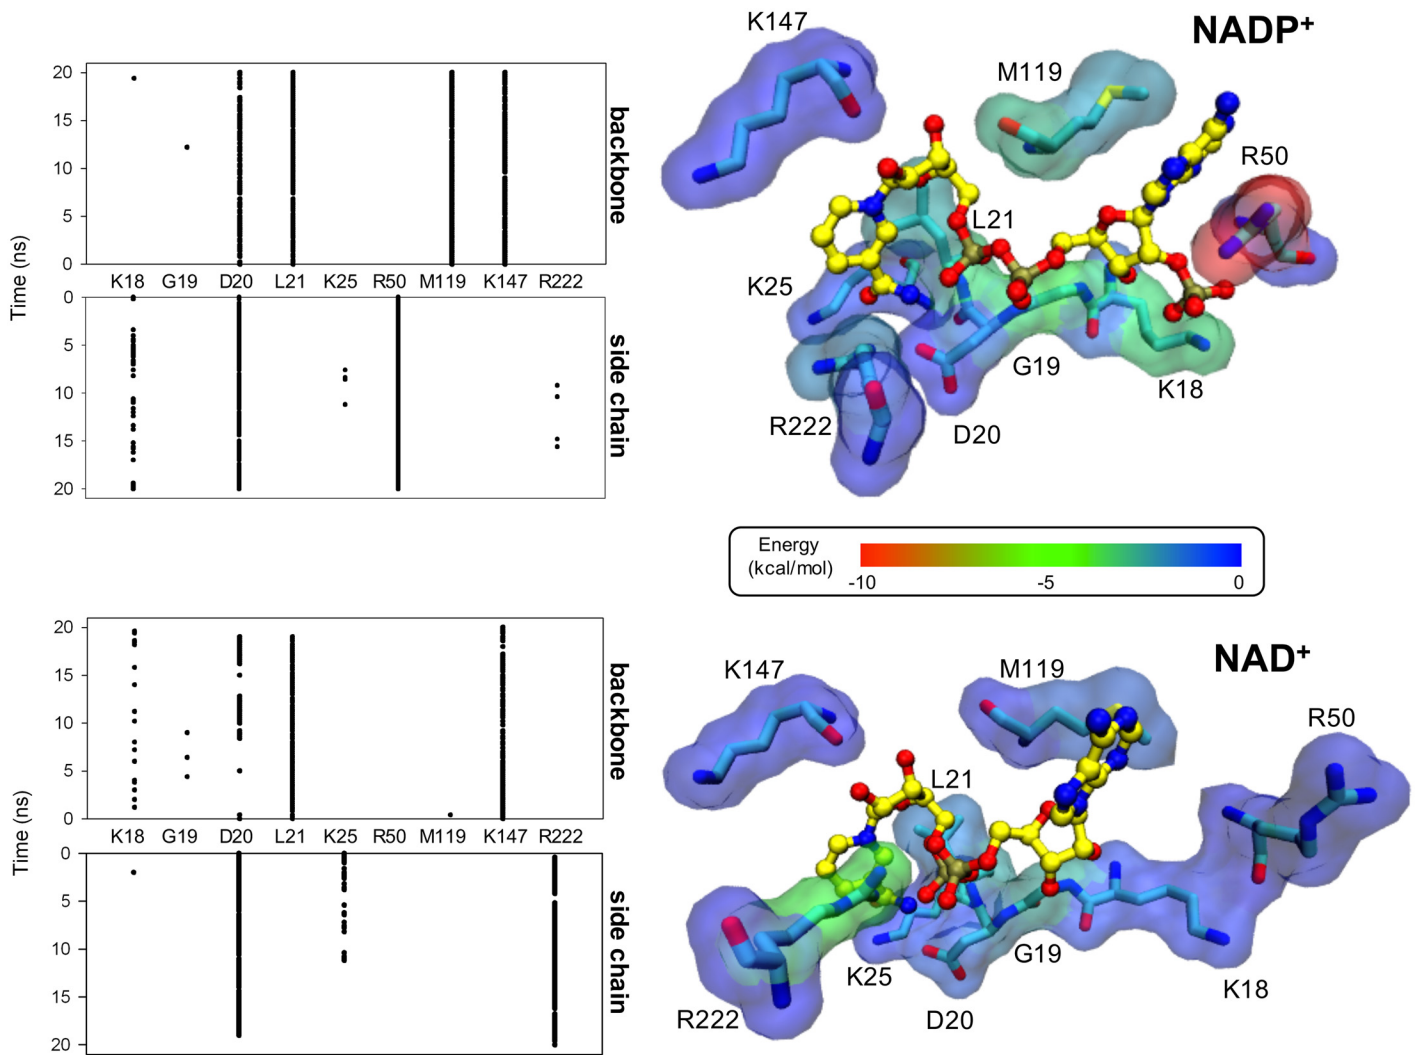 NADP+
K147
M119
R50
L21
K25
G19
K18
R222
D20
20
15
10
5
0
backbone
K18 G19 D20 L21 K25 R50 M119 K147 R222
Time (ns)
0
5
10
15
20
side chain
Energy
(kcal/mol)
-10 -5 0
NAD+
K147
M119
R50
L21
G19
K25
K18
R222
D20
20
15
10
5
0
backbone
K18 G19 D20 L21 K25 R50 M119 K147 R222
Time (ns)
0
5
10
15
20
side chain